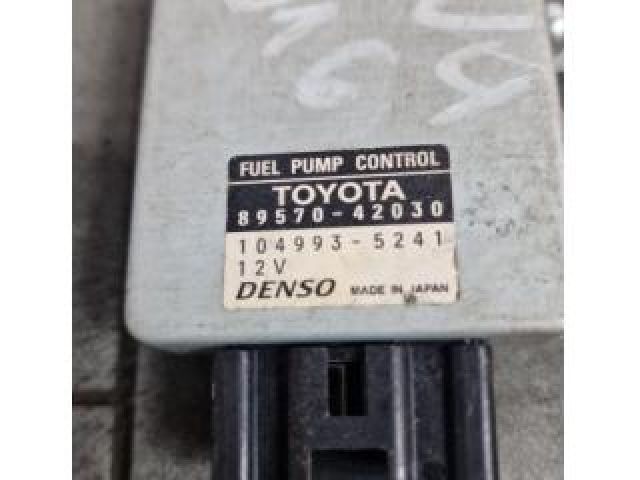 FUEL PUMP CONTROL
TOYOTA
89570-42030
104993-5241
12V
DENSO MADE IN JAPAN